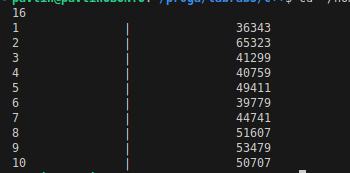 16
1 | 36343
2 | 65323
3 | 41299
4 | 40759
5 | 49411
6 | 39779
7 | 44741
8 | 51607
9 | 53479
10 | 50707